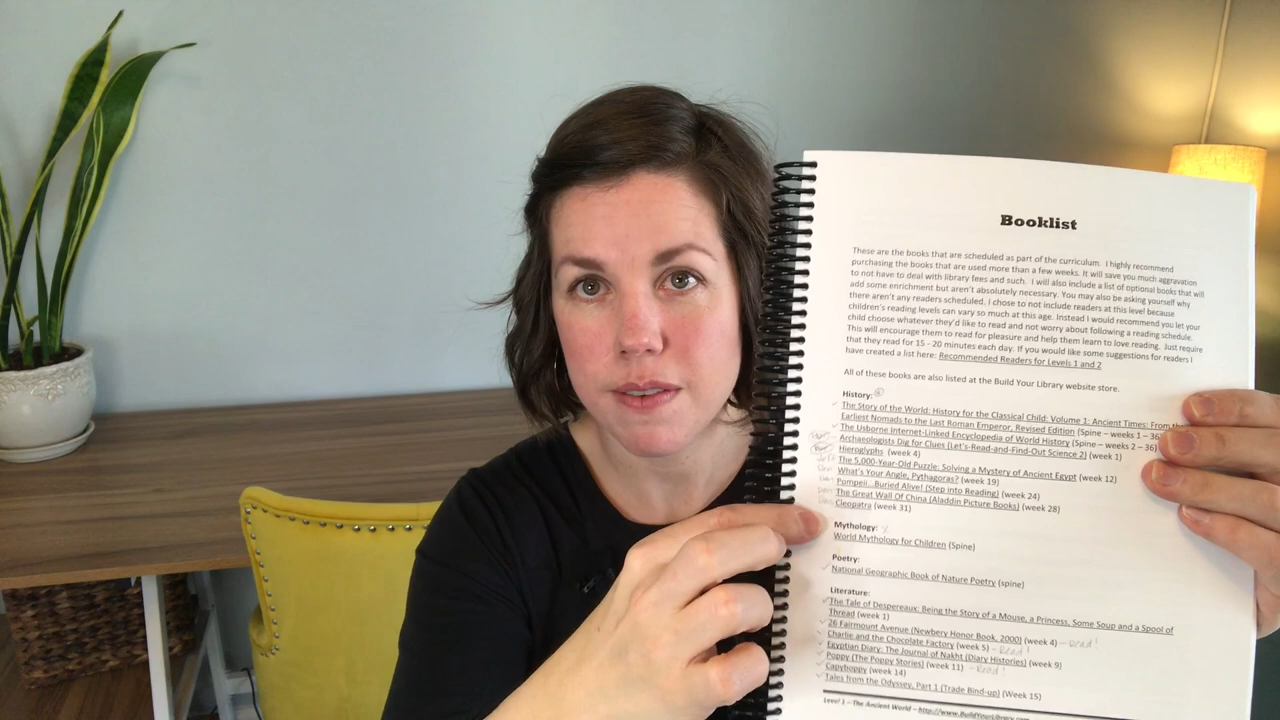 Booklist
These are the books that are scheduled as part of the curriculum. I highly recommend
purchasing the books that are used more than a few weeks. It will save you much aggravation
to not have to deal with library fees and such. I will also include a list of optional books that will
add some enrichment but aren't absolutely necessary. You may also be asking yourself why
there aren't any readers scheduled. I chose to not include readers at this level because
children's reading levels can vary so much at this age. Instead I would recommend you let your
child choose whatever they'd like to read and not worry about following a reading schedule.
This will encourage them to read for pleasure and help them learn to love reading. Just require
that they read for 15 - 20 minutes each day. If you would like some suggestions for readers I
have created a list here: Recommended Readers for Levels 1 and 2
All of these books are also listed at the Build Your Library website store.
History:
The Story of the World: History for the Classical Child: Volume 1: Ancient Times: From the
Earliest Nomads to the Last Roman Emperor, Revised Edition (Spine – weeks 1 – 36)
The Usborne Internet-Linked Encyclopedia of World History (Spine – weeks 2 – 36)
Archaeologists Dig for Clues (Let's-Read-and-Find-Out Science 2) (week 1)
Hieroglyphs (week 4)
The 5,000-Year-Old Puzzle: Solving a Mystery of Ancient Egypt (week 12)
What's Your Angle, Pythagoras? (week 19)
Pompeii...Buried Alive! (Step into Reading) (week 24)
The Great Wall Of China (Aladdin Picture Books) (week 28)
Cleopatra (week 31)
Mythology:
World Mythology for Children (Spine)
Poetry:
National Geographic Book of Nature Poetry (spine)
Literature:
The Tale of Despereaux: Being the Story of a Mouse, a Princess, Some Soup and a Spool of
Thread (week 1)
26 Fairmount Avenue (Newbery Honor Book, 2000) (week 4) – Read!
Charlie and the Chocolate Factory (week 5) – Read!
Egyptian Diary: The Journal of Nakht (Diary Histories) (week 9)
Poppy (The Poppy Stories) (week 11) – Read!
Capyboppy (week 14)
Tales from the Odyssey, Part 1 (Trade Bind-up) (Week 15)
Level 1 – The Ancient World – http://www.BuildYourLibrary.com